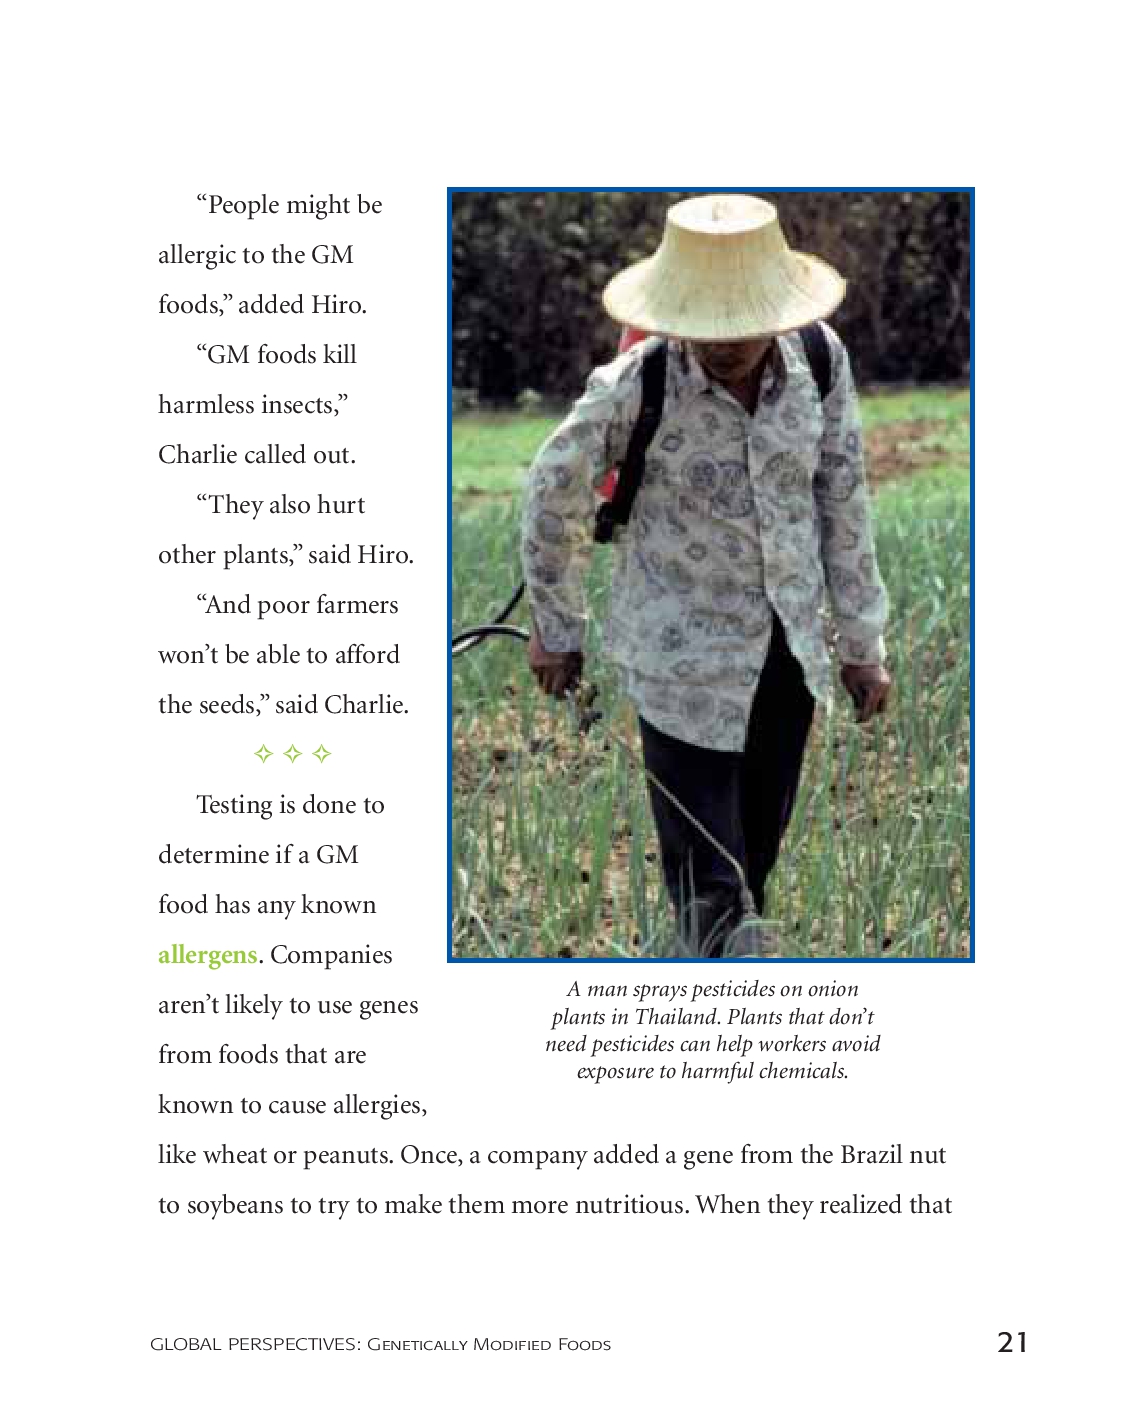 “People might be
allergic to the GM
foods,” added Hiro.
“GM foods kill
harmless insects,”
Charlie called out.
“They also hurt
other plants,” said Hiro.
“And poor farmers
won’t be able to afford
the seeds,” said Charlie.
✧ ✧ ✧
Testing is done to
determine if a GM
food has any known
allergens. Companies
aren’t likely to use genes
from foods that are
known to cause allergies,
like wheat or peanuts. Once, a company added a gene from the Brazil nut
to soybeans to try to make them more nutritious. When they realized that
A man sprays pesticides on onion
plants in Thailand. Plants that don’t
need pesticides can help workers avoid
exposure to harmful chemicals.
GLOBAL PERSPECTIVES: Genetically Modified Foods
21